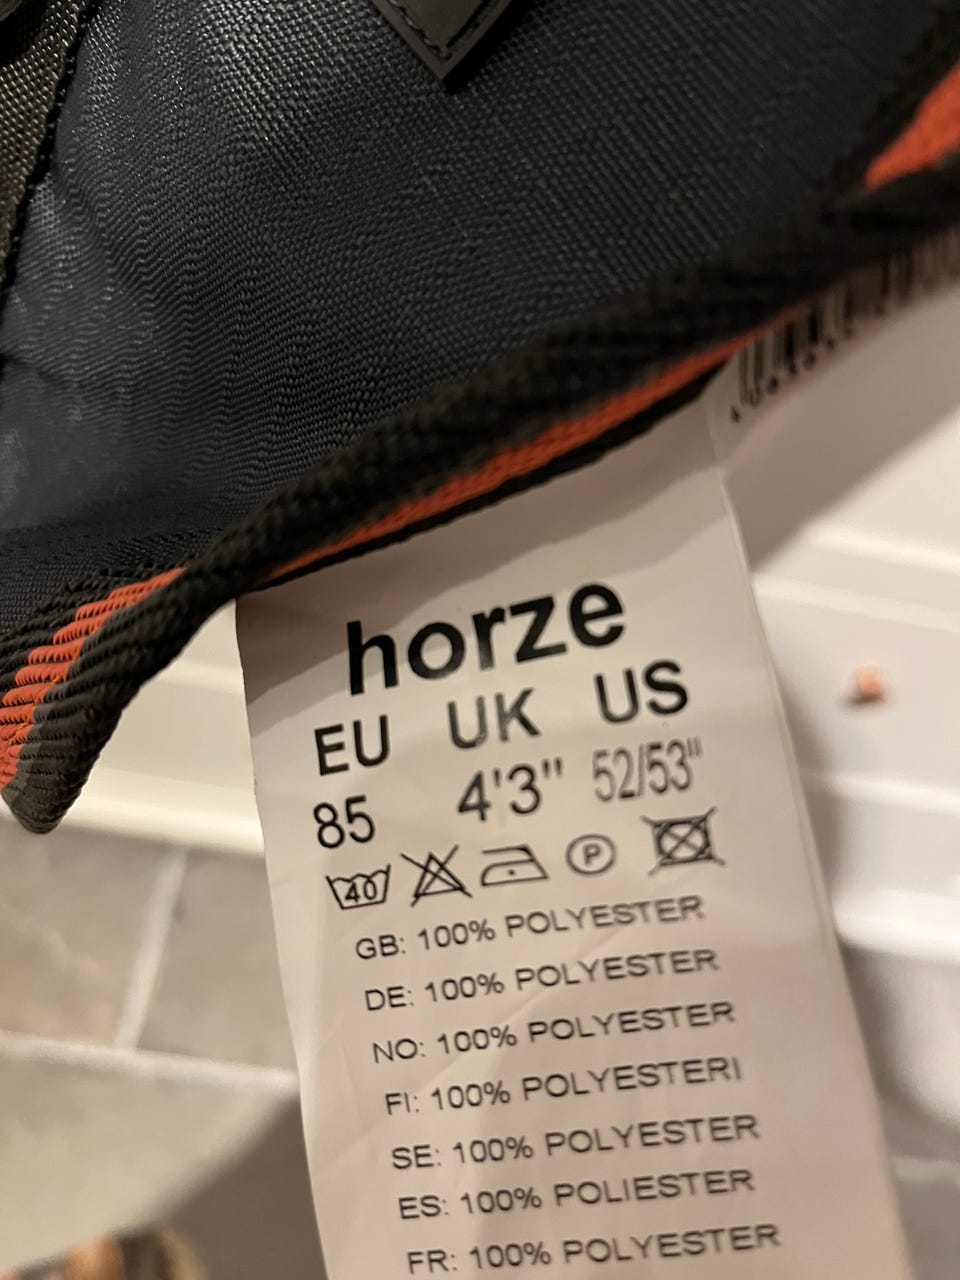 horze
EU UK US
85 4'3" 52/53"
40 P
GB: 100% POLYESTER
DE: 100% POLYESTER
NO: 100% POLYESTER
FI: 100% POLYESTERI
SE: 100% POLYESTER
ES: 100% POLIESTER
FR: 100% POLYESTER